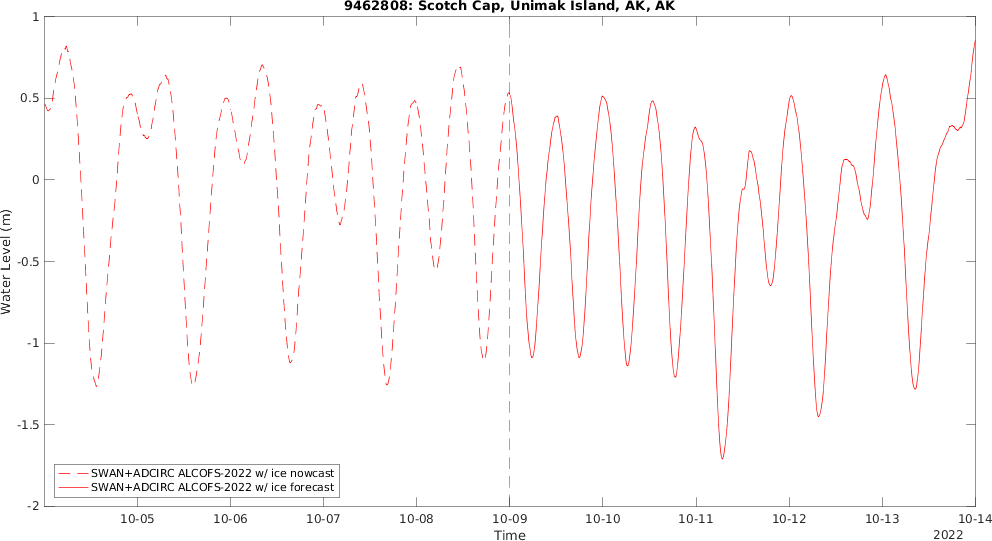 9462808: Scotch Cap, Unimak Island, AK, AK
1
0.5
0
-0.5
-1
-1.5
-2
Water Level (m)
SWAN+ADCIRC ALCOFS-2022 w/ ice nowcast
SWAN+ADCIRC ALCOFS-2022 w/ ice forecast
10-05 10-06 10-07 10-08 10-09 10-10 10-11 10-12 10-13 10-14
Time
2022